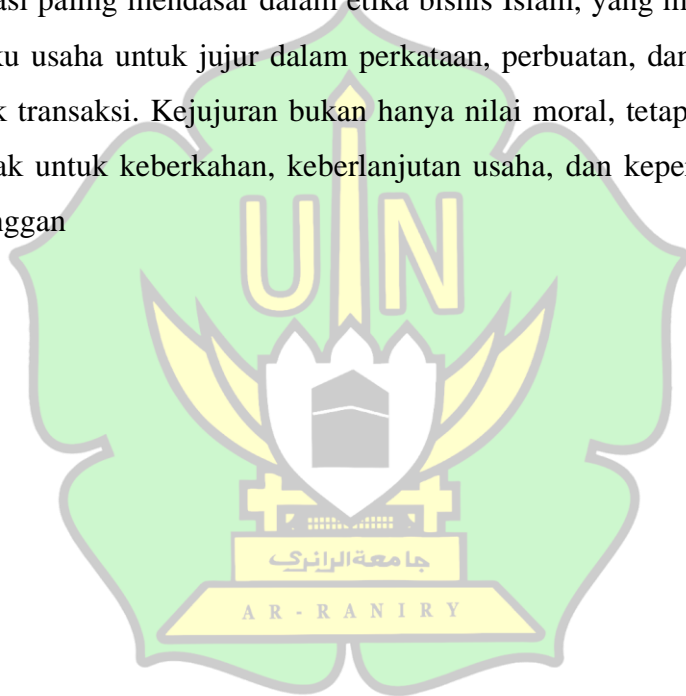 asi paling mendasar dalam etika bisnis Islam, yang m
ku usaha untuk jujur dalam perkataan, perbuatan, dan
k transaksi. Kejujuran bukan hanya nilai moral, tetap
ak untuk keberkahan, keberlanjutan usaha, dan keper
nggan
UIN
جامعة الرانري
AR-RANIRY